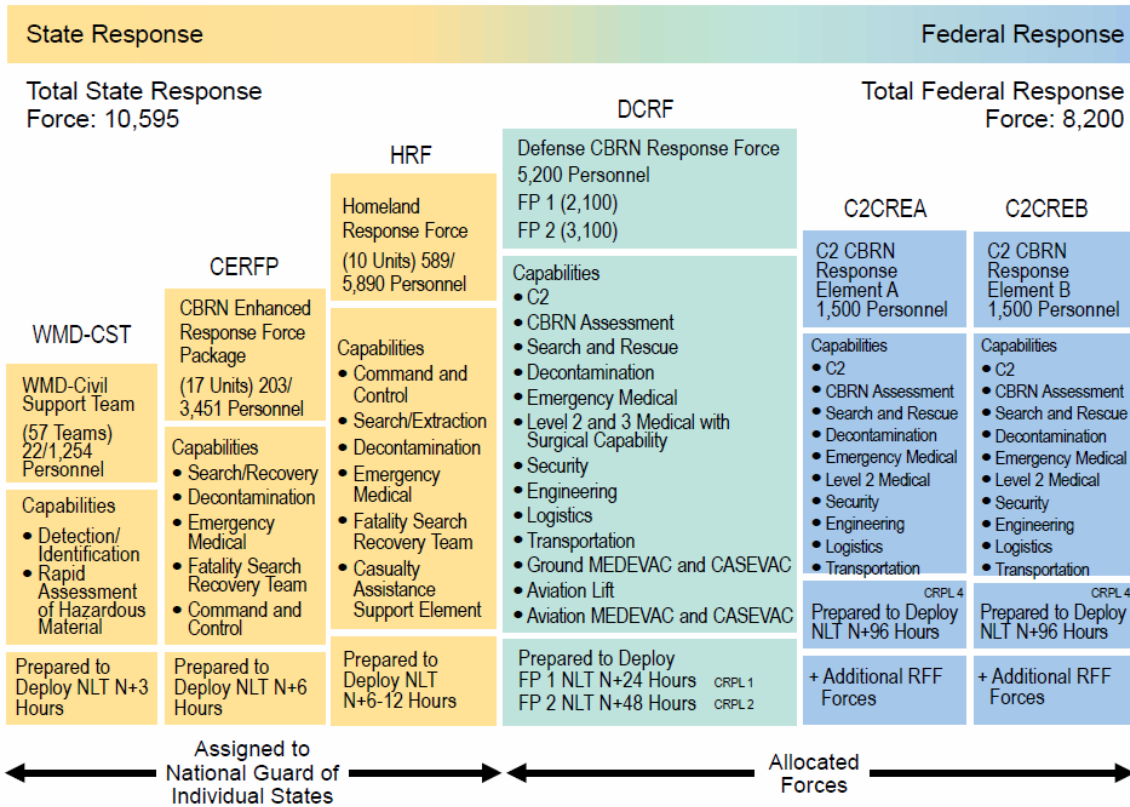 State Response
Federal Response
Total State Response
Force: 10,595
Total Federal Response
Force: 8,200
WMD-CST
WMD-Civil
Support Team
(57 Teams)
22/1,254
Personnel
Capabilities
• Detection/
Identification
• Rapid
Assessment
of Hazardous
Material
Prepared to
Deploy NLT N+3
Hours
CERFP
CBRN Enhanced
Response Force
Package
(17 Units) 203/
3,451 Personnel
Capabilities
• Search/Recovery
• Decontamination
• Emergency
Medical
• Fatality Search
Recovery Team
• Command and
Control
Prepared to
Deploy NLT N+6
Hours
HRF
Homeland
Response Force
(10 Units) 589/
5,890 Personnel
Capabilities
• Command and
Control
• Search/Extraction
• Decontamination
• Emergency
Medical
• Fatality Search
Recovery Team
• Casualty
Assistance
Support Element
Prepared to
Deploy NLT
N+6-12 Hours
DCRF
Defense CBRN Response Force
5,200 Personnel
FP 1 (2,100)
FP 2 (3,100)
Capabilities
• C2
• CBRN Assessment
• Search and Rescue
• Decontamination
• Emergency Medical
• Level 2 and 3 Medical with
Surgical Capability
• Security
• Engineering
• Logistics
• Transportation
• Ground MEDEVAC and CASEVAC
• Aviation Lift
• Aviation MEDEVAC and CASEVAC
Prepared to Deploy
FP 1 NLT N+24 Hours CRPL 1
FP 2 NLT N+48 Hours CRPL 2
C2CREA
C2 CBRN
Response
Element A
1,500 Personnel
Capabilities
• C2
• CBRN Assessment
• Search and Rescue
• Decontamination
• Emergency Medical
• Level 2 Medical
• Security
• Engineering
• Logistics
• Transportation
CRPL 4
Prepared to Deploy
NLT N+96 Hours
+ Additional RFF
Forces
C2CREB
C2 CBRN
Response
Element B
1,500 Personnel
Capabilities
• C2
• CBRN Assessment
• Search and Rescue
• Decontamination
• Emergency Medical
• Level 2 Medical
• Security
• Engineering
• Logistics
• Transportation
CRPL 4
Prepared to Deploy
NLT N+96 Hours
+ Additional RFF
Forces
Assigned to
National Guard of
Individual States
Allocated
Forces